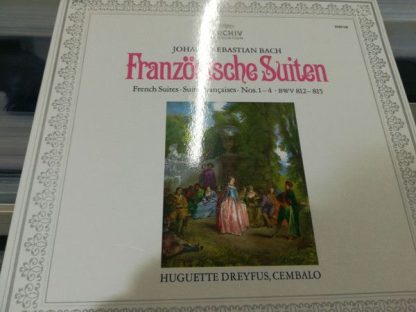 ARCHIV
JOHANN SEBASTIAN BACH
Französische Suiten
French Suites · Suites françaises · Nos. 1–4 · BWV 812–815
HUGUETTE DREYFUS, CEMBALO